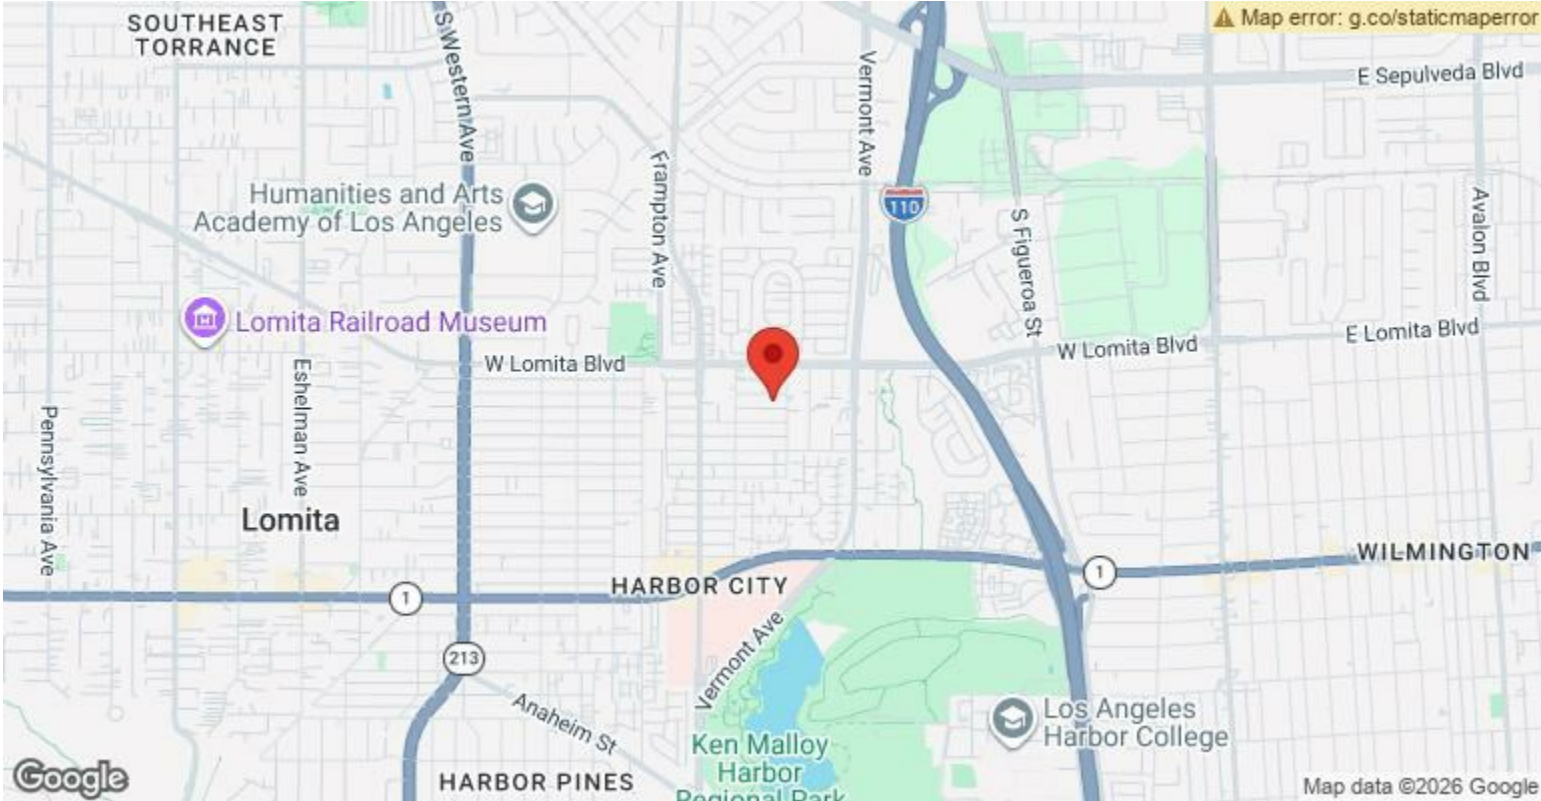 SOUTHEAST
TORRANCE
S Western Ave
Vermont Ave
Map error: g.co/staticmaperror
E Sepulveda Blvd
Humanities and Arts
Academy of Los Angeles
Frampton Ave
110
S Figueroa St
Avalon Blvd
Lomita Railroad Museum
W Lomita Blvd
W Lomita Blvd
E Lomita Blvd
Eshelman Ave
Pennsylvania Ave
Lomita
WILMINGTON
HARBOR CITY
1
1
213
Vermont Ave
Anaheim St
Los Angeles
Harbor College
Ken Malloy
Harbor
Regional Park
HARBOR PINES
Google
Map data ©2026 Google